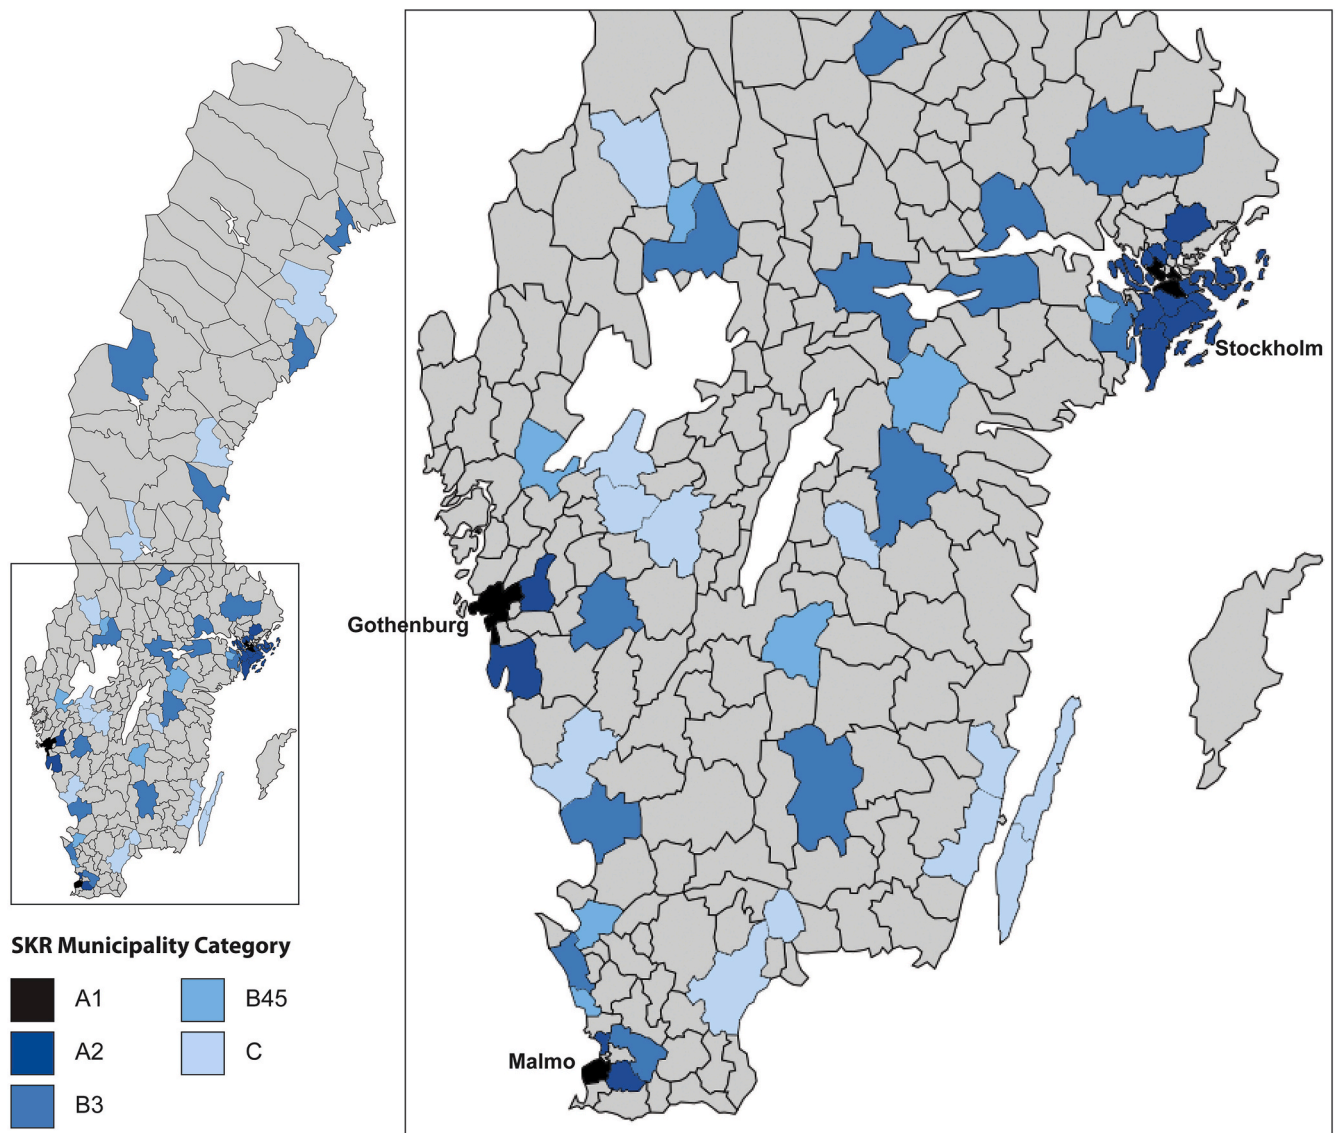 Stockholm
Gothenburg
Malmo
SKR Municipality Category
A1
A2
B3
B45
C